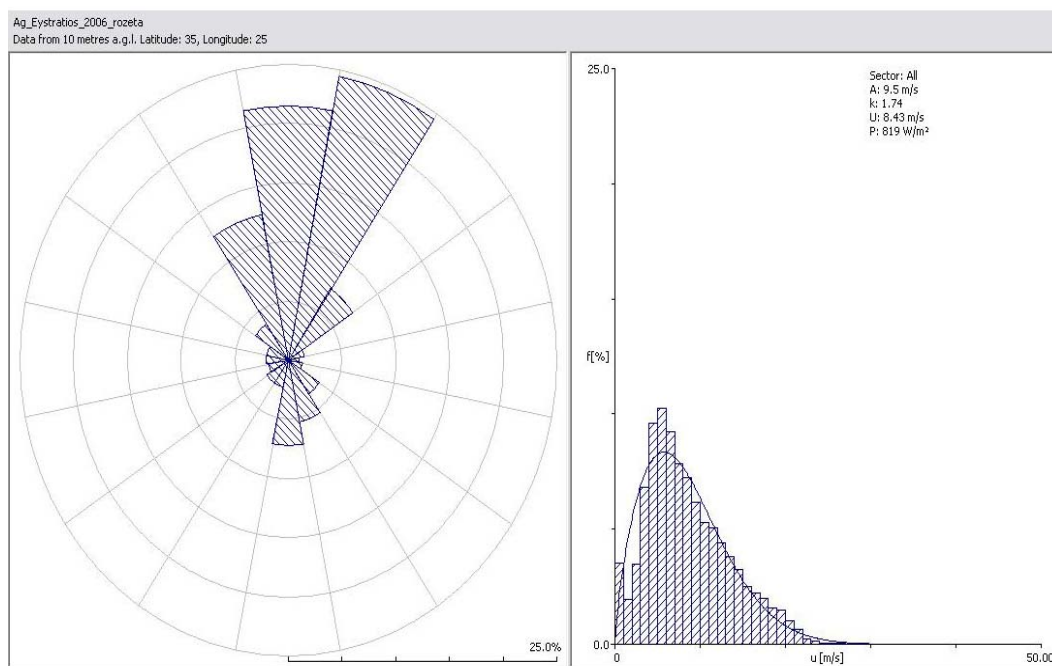 Ag_Eystratios_2006_rozeta
Data from 10 metres a.g.l. Latitude: 35, Longitude: 25
25.0%
25.0
Sector: All
A: 9.5 m/s
k: 1.74
U: 8.43 m/s
P: 819 W/m²
f[%]
0.0
0
u [m/s]
50.00